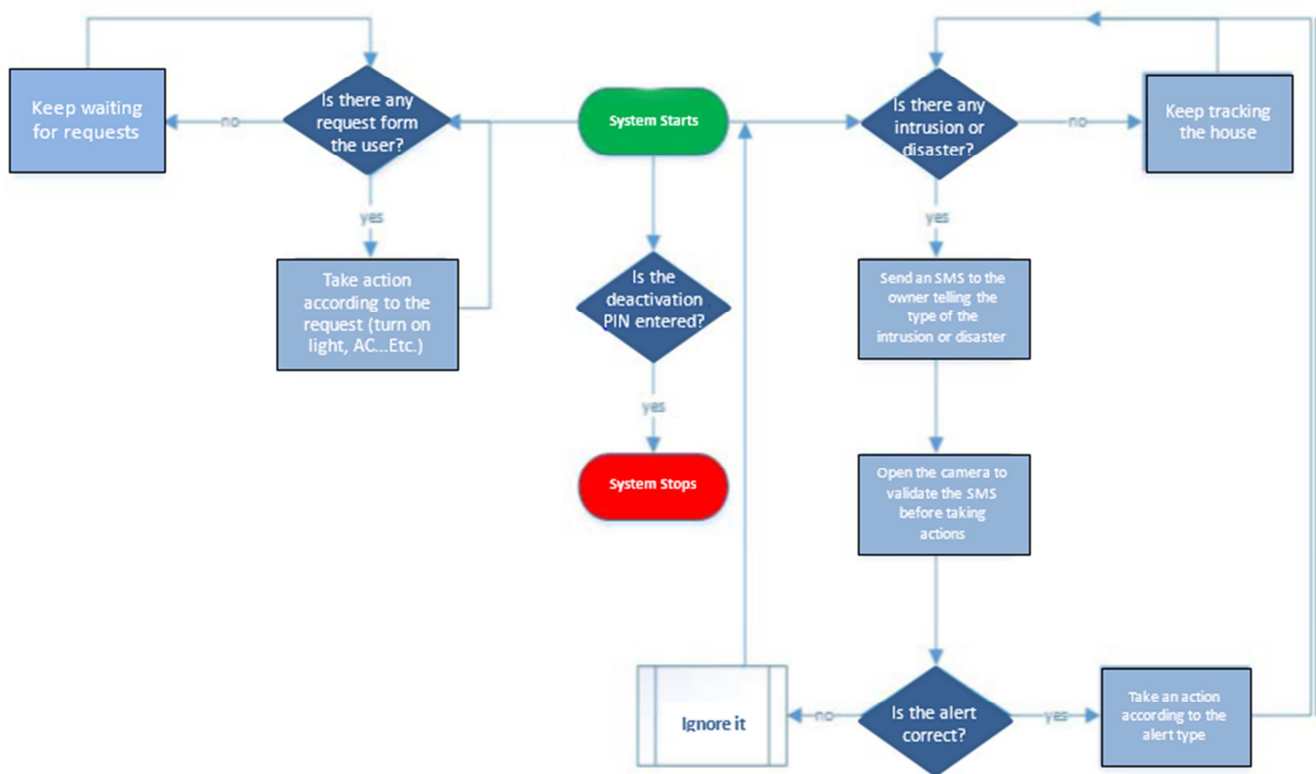 Keep waiting
for requests
no
Is there any
request form
the user?
yes
Take action
according to the
request (turn on
light, AC...Etc.)
System Starts
Is the
deactivation
PIN entered?
yes
System Stops
Is there any
intrusion or
disaster?
no
Keep tracking
the house
yes
Send an SMS to the
owner telling the
type of the
intrusion or disaster
Open the camera to
validate the SMS
before taking
actions
Is the alert
correct?
no
Ignore it
yes
Take an action
according to the
alert type